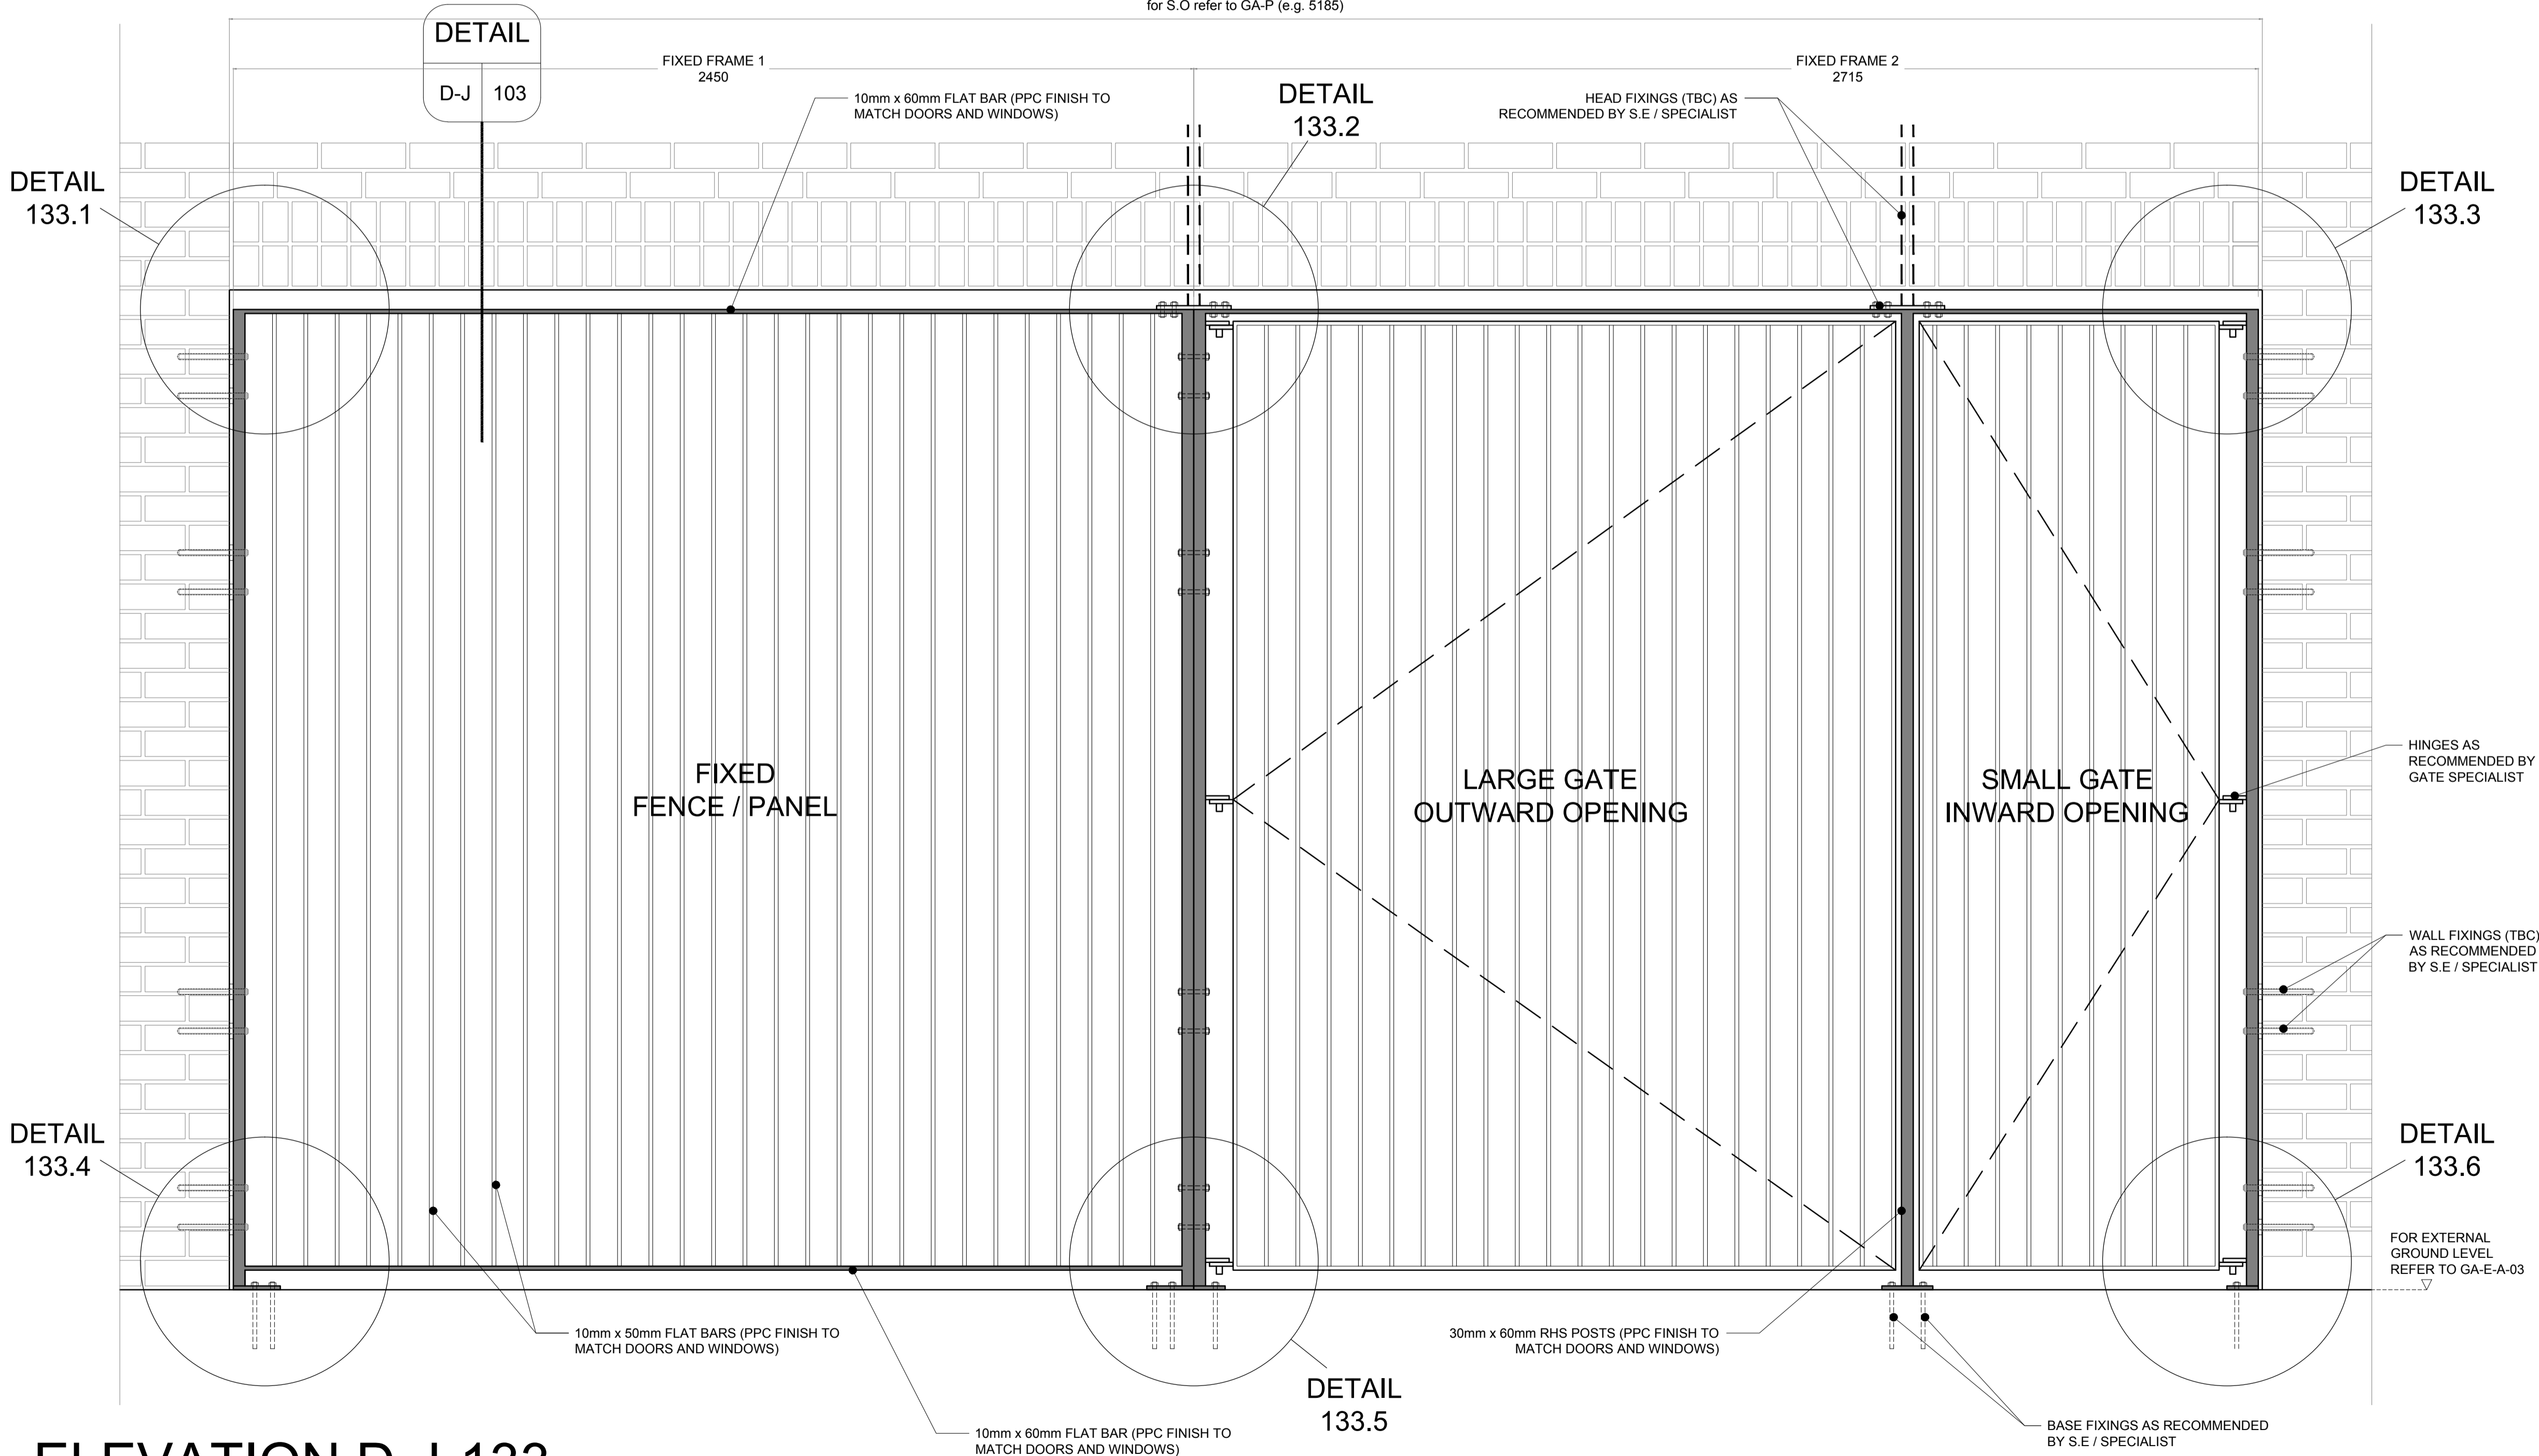 for S.O refer to GA-P (e.g. 5185)
DETAIL
D-J 103
FIXED FRAME 1
2450
FIXED FRAME 2
2715
10mm x 60mm FLAT BAR (PPC FINISH TO
MATCH DOORS AND WINDOWS)
DETAIL
133.2
HEAD FIXINGS (TBC) AS
RECOMMENDED BY S.E / SPECIALIST
DETAIL
133.1
DETAIL
133.3
FIXED
FENCE / PANEL
LARGE GATE
OUTWARD OPENING
SMALL GATE
INWARD OPENING
HINGES AS
RECOMMENDED BY
GATE SPECIALIST
WALL FIXINGS (TBC)
AS RECOMMENDED
BY S.E / SPECIALIST
DETAIL
133.4
DETAIL
133.6
FOR EXTERNAL
GROUND LEVEL
REFER TO GA-E-A-03
10mm x 50mm FLAT BARS (PPC FINISH TO
MATCH DOORS AND WINDOWS)
30mm x 60mm RHS POSTS (PPC FINISH TO
MATCH DOORS AND WINDOWS)
DETAIL
133.5
10mm x 60mm FLAT BAR (PPC FINISH TO
MATCH DOORS AND WINDOWS)
BASE FIXINGS AS RECOMMENDED
BY S.E / SPECIALIST
ELEVATION D-J 133